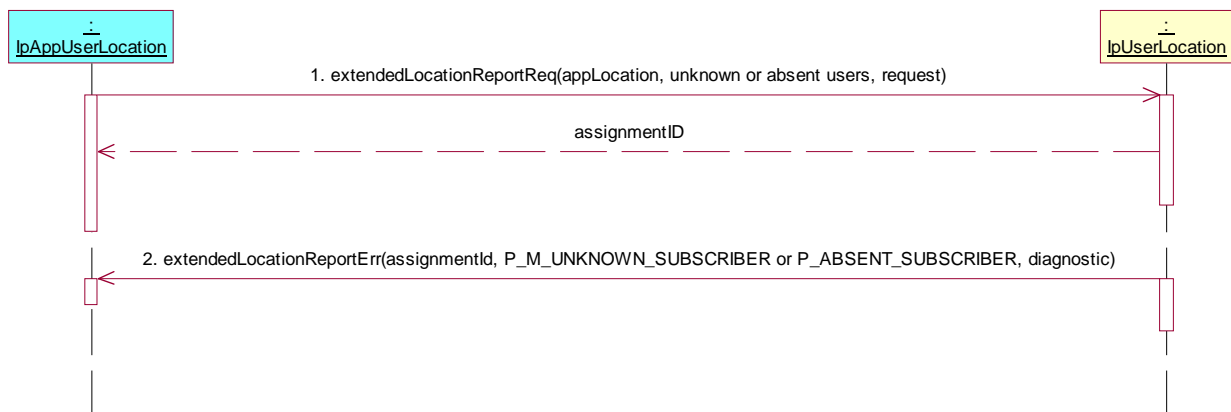 :
IpAppUserLocation
:
IpUserLocation
1. extendedLocationReportReq(appLocation, unknown or absent users, request)
assignmentID
2. extendedLocationReportErr(assignmentId, P_M_UNKNOWN_SUBSCRIBER or P_ABSENT_SUBSCRIBER, diagnostic)